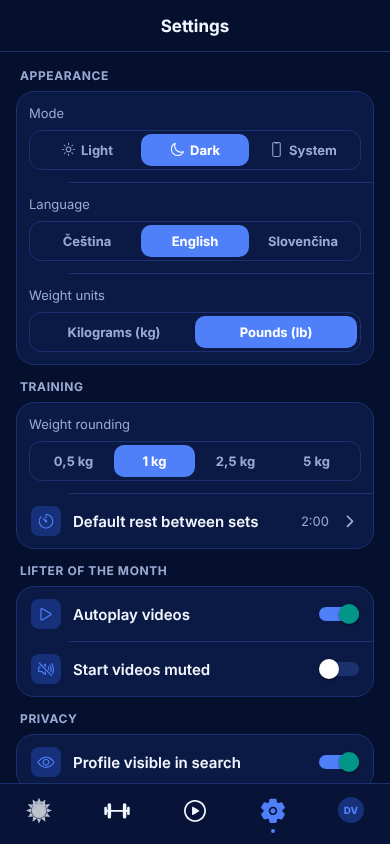 Settings
APPEARANCE
Mode
Light Dark System
Language
Čeština English Slovenčina
Weight units
Kilograms (kg) Pounds (lb)
TRAINING
Weight rounding
0,5 kg 1 kg 2,5 kg 5 kg
Default rest between sets 2:00
LIFTER OF THE MONTH
Autoplay videos
Start videos muted
PRIVACY
Profile visible in search
DV